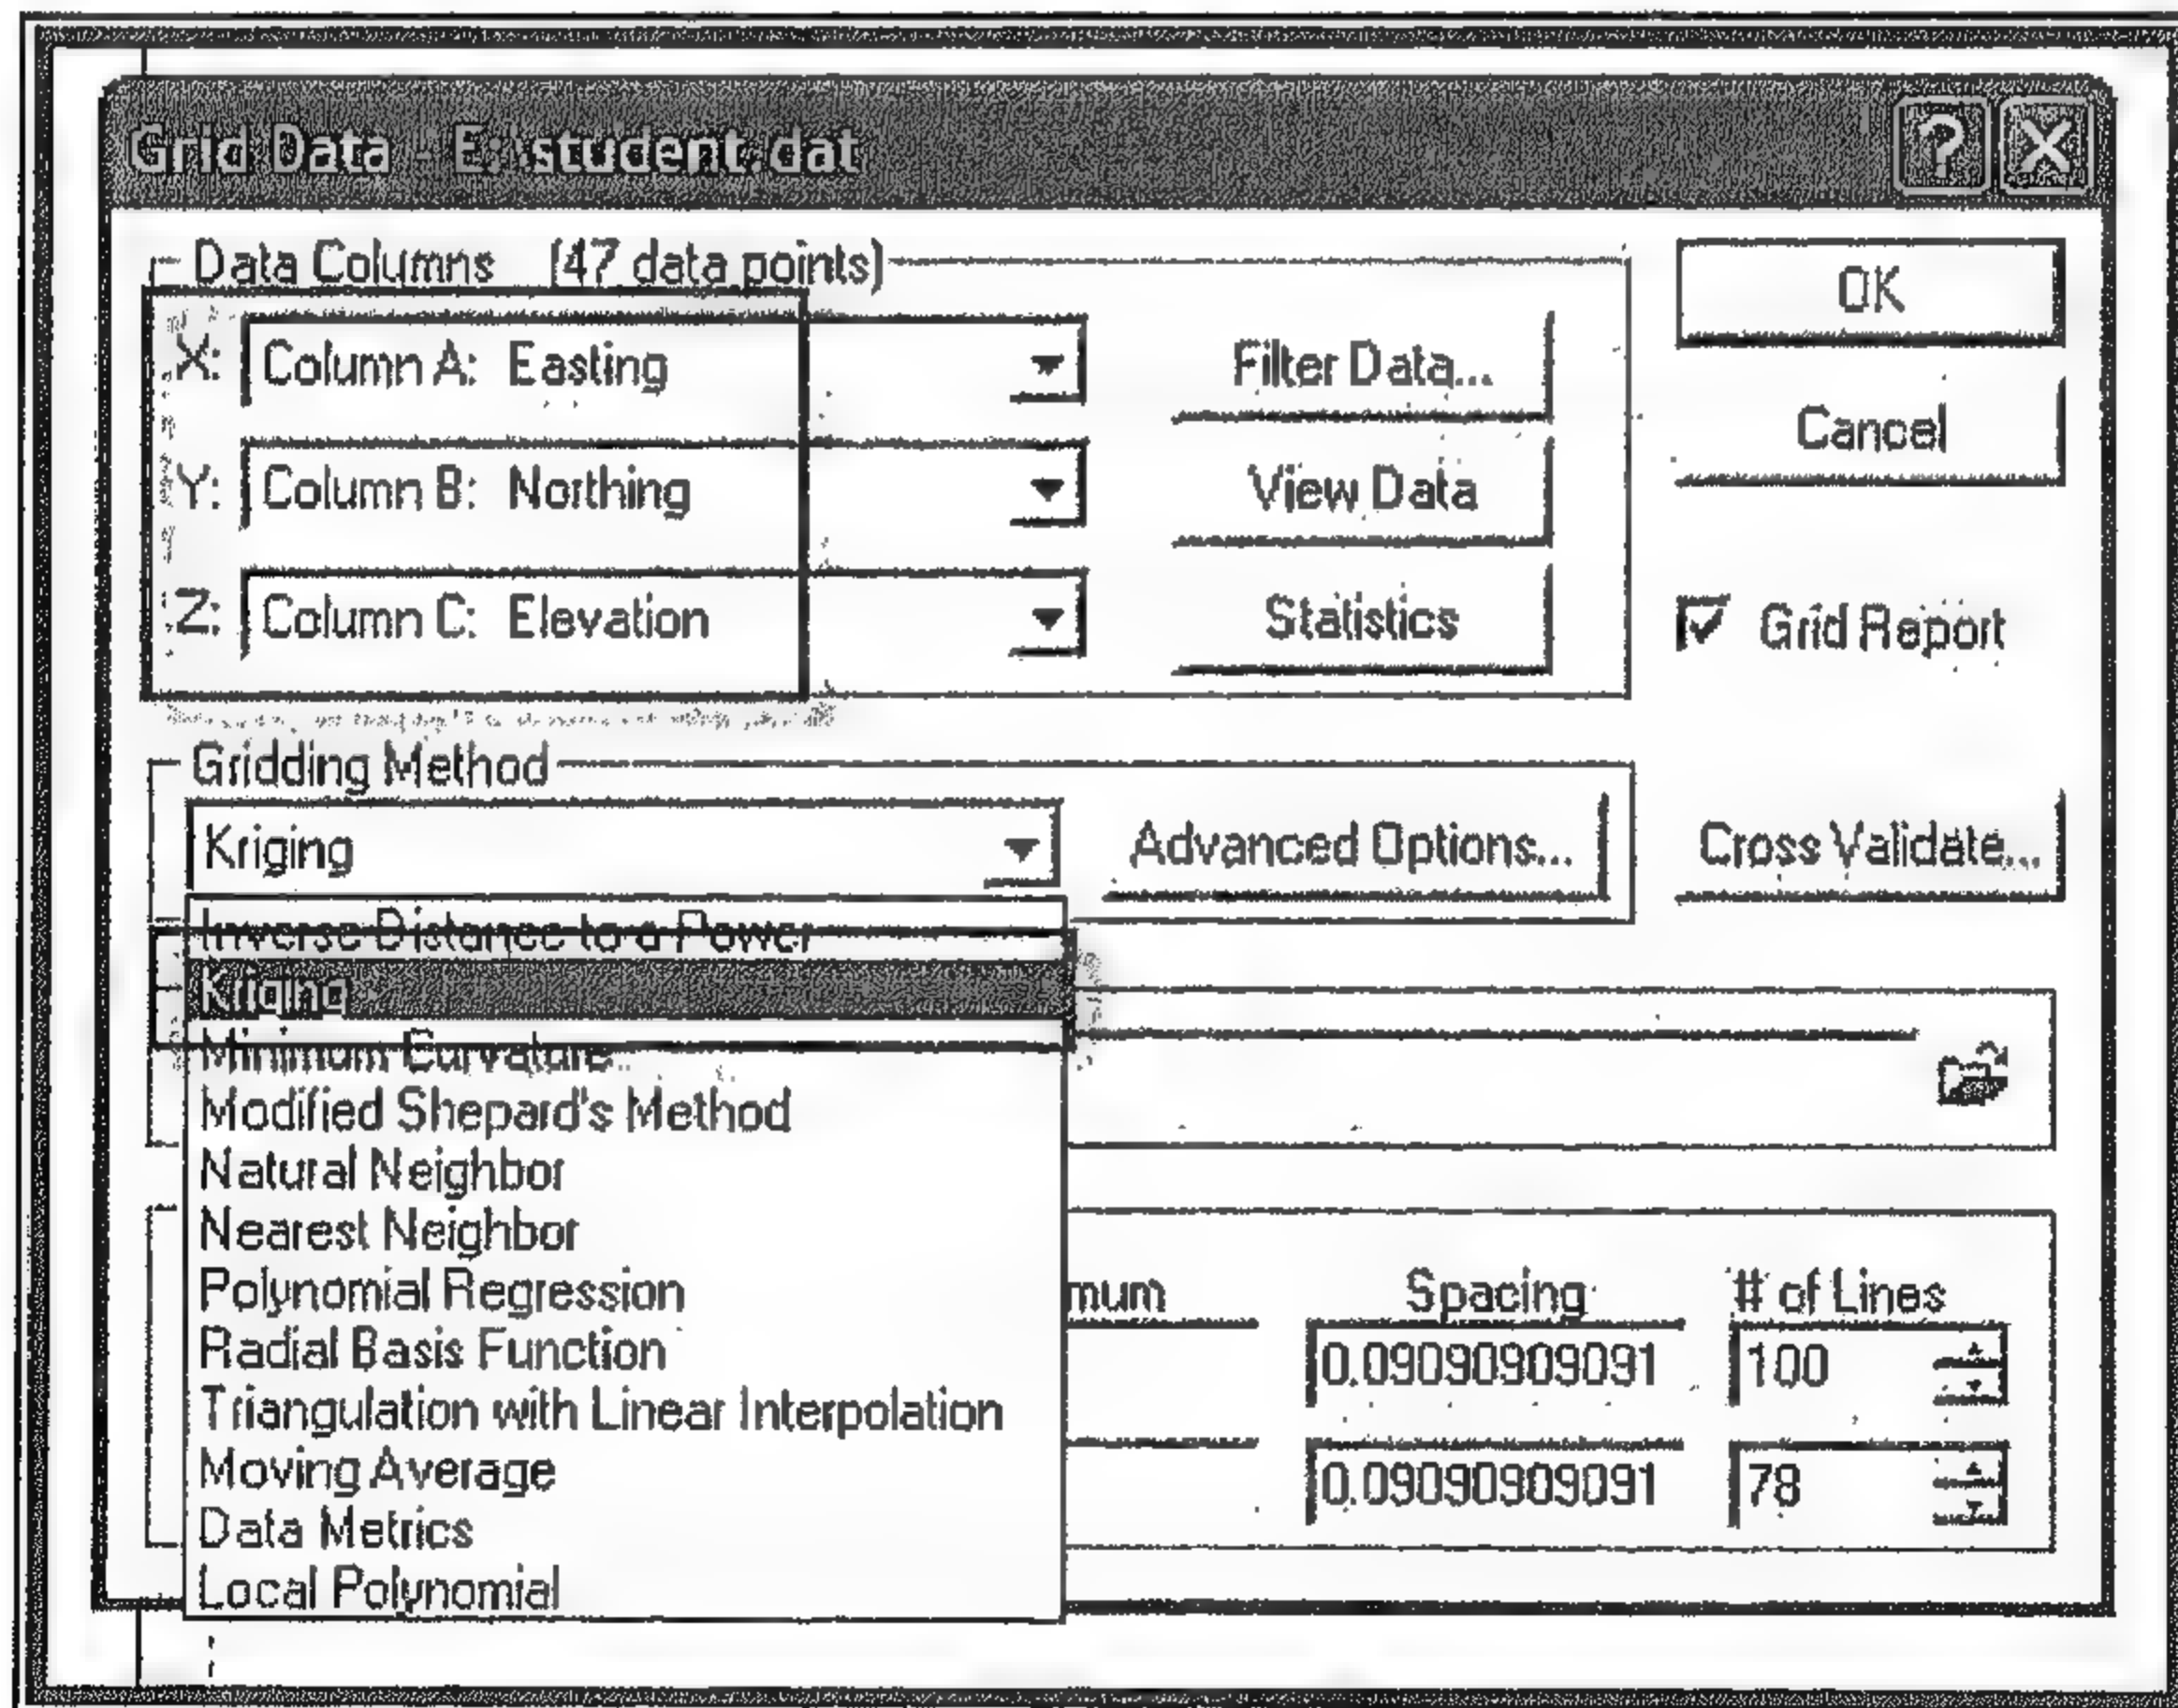 Grid Data - E:\student.dat
Data Columns (47 data points)
X: Column A: Easting
Filter Data...
OK
Cancel
Y: Column B: Northing
View Data
Z: Column C: Elevation
Statistics
Grid Report
Gridding Method
Kriging
Advanced Options...
Cross Validate...
Inverse Distance to a Power
Kriging
Minimum Curvature
Modified Shepard's Method
Natural Neighbor
Nearest Neighbor
Polynomial Regression
Radial Basis Function
Triangulation with Linear Interpolation
Moving Average
Data Metrics
Local Polynomial
mum Spacing # of Lines
0.09090909091 100
0.09090909091 78